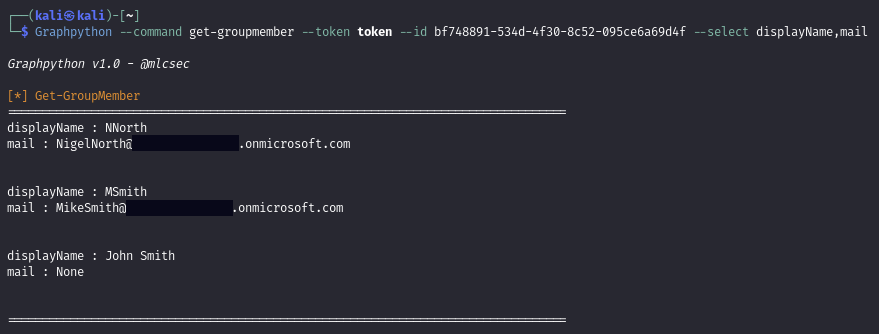 ┌──(kali㉿kali)-[~]
└─$ Graphpython --command get-groupmember --token token --id bf748891-534d-4f30-8c52-095ce6a69d4f --select displayName,mail
Graphpython v1.0 - @mlcsec
[*] Get-GroupMember
================================================================================
displayName : NNorth
mail : NigelNorth@ .onmicrosoft.com
displayName : MSmith
mail : MikeSmith@ .onmicrosoft.com
displayName : John Smith
mail : None
================================================================================